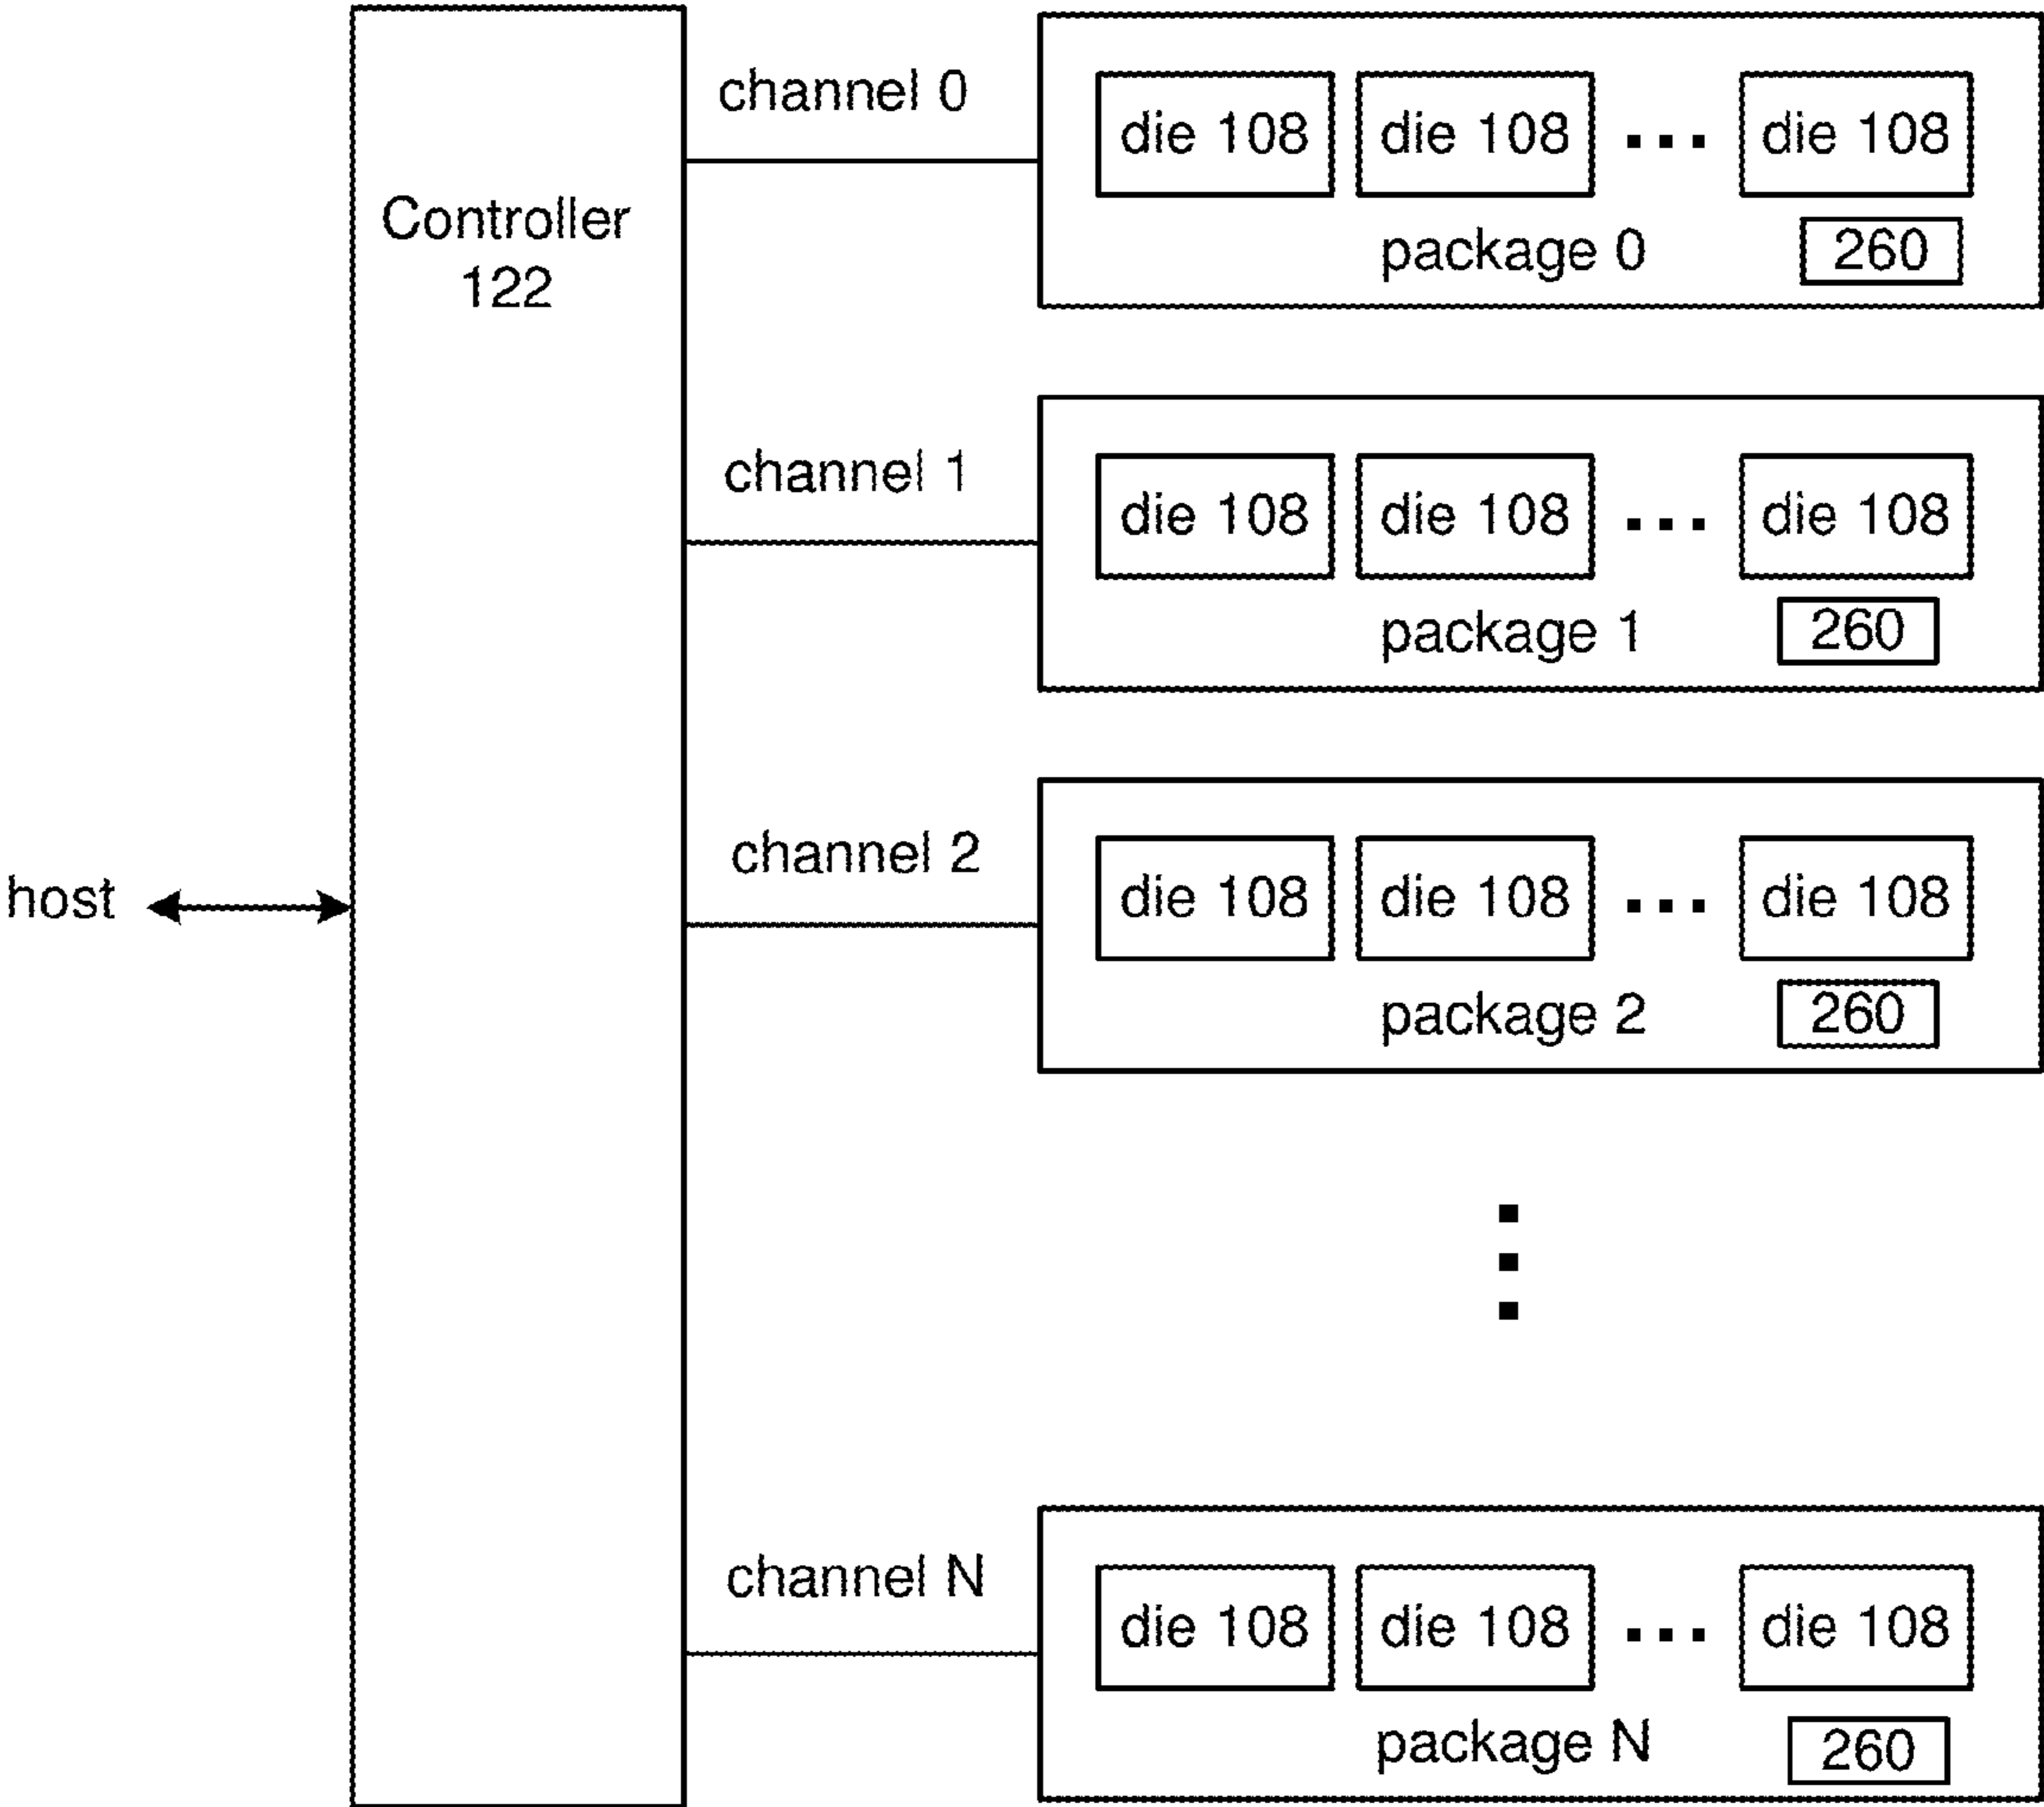 channel 0
die 108 die 108 ... die 108
Controller
122
package 0 260
channel 1
die 108 die 108 ... die 108
package 1 260
channel 2
host
die 108 die 108 ... die 108
package 2 260
channel N
die 108 die 108 ... die 108
package N 260